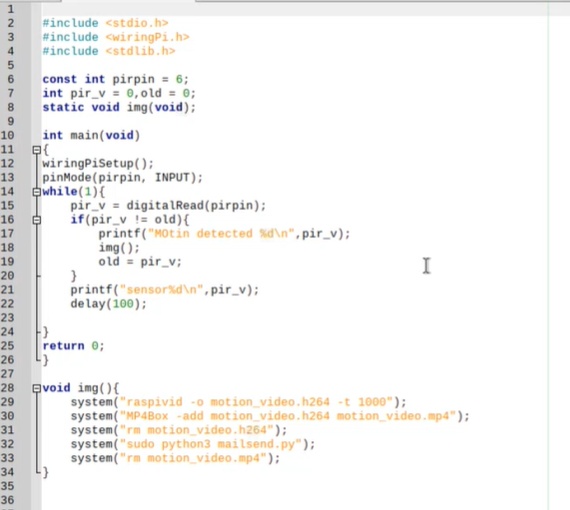 1
2 #include <stdio.h>
3 #include <wiringPi.h>
4 #include <stdlib.h>
5
6 const int pirpin = 6;
7 int pir_v = 0,old = 0;
8 static void img(void);
9
10 int main(void)
11 {
12 wiringPiSetup();
13 pinMode(pirpin, INPUT);
14 while(1){
15     pir_v = digitalRead(pirpin);
16     if(pir_v != old){
17         printf("MOtin detected %d\n",pir_v);
18         img();
19         old = pir_v;
20     }
21     printf("sensor%d\n",pir_v);
22     delay(100);
23
24 }
25 return 0;
26 }
27
28 void img(){
29     system("raspivid -o motion_video.h264 -t 1000");
30     system("MP4Box -add motion_video.h264 motion_video.mp4");
31     system("rm motion_video.h264");
32     system("sudo python3 mailsend.py");
33     system("rm motion_video.mp4");
34 }
35
36